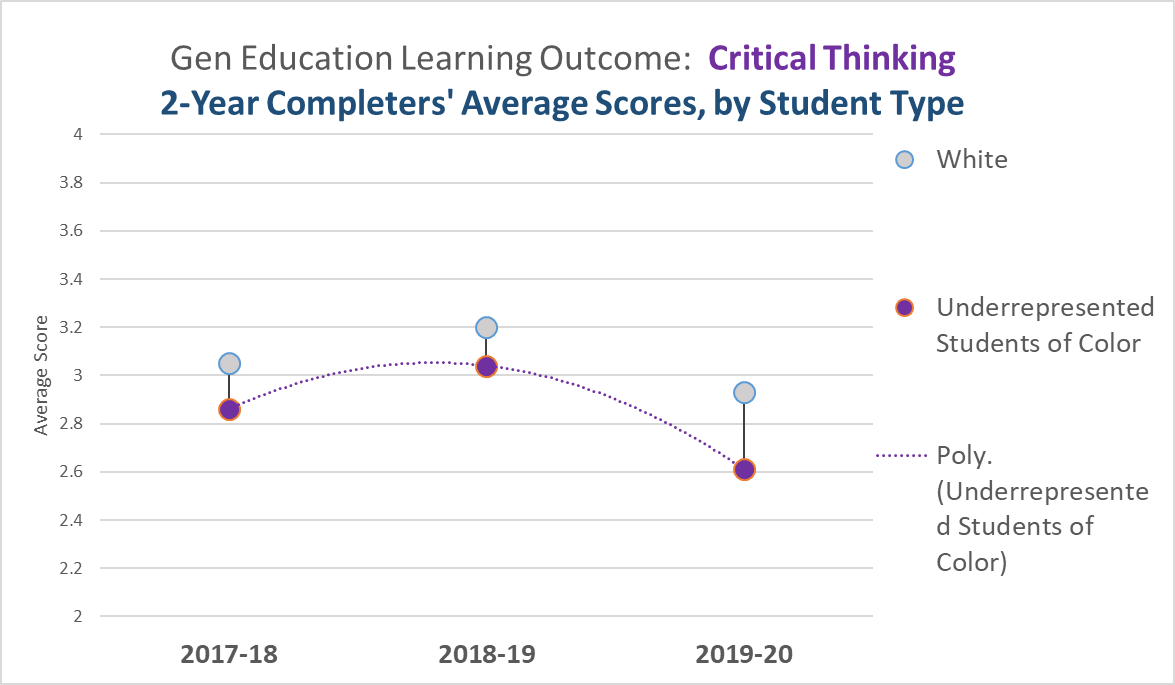 Gen Education Learning Outcome: Critical Thinking
2-Year Completers' Average Scores, by Student Type
4
3.8
3.6
3.4
3.2
3
2.8
2.6
2.4
2.2
2
Average Score
2017-18
2018-19
2019-20
White
Underrepresented
Students of Color
Poly.
(Underrepresente
d Students of
Color)